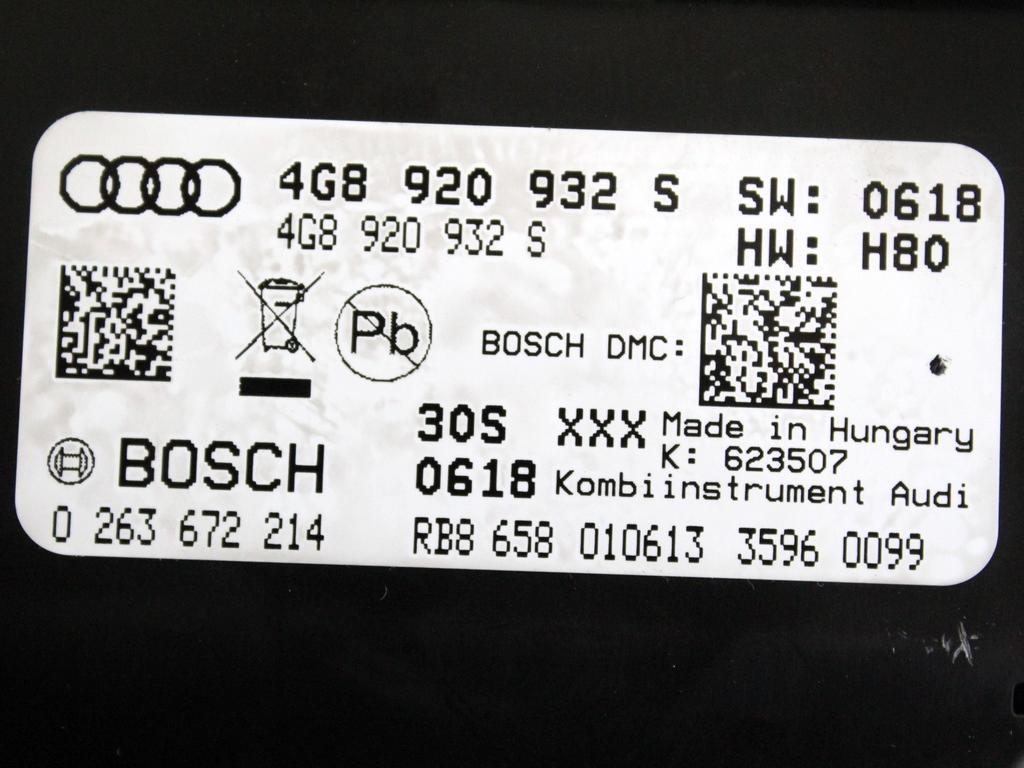 4G8 920 932 S SW: 0618
4G8 920 932 S HW: H80
Pb
BOSCH DMC:
30S XXX Made in Hungary
K: 623507
BOSCH 0618 Kombiinstrument Audi
0 263 672 214 RB8 658 010613 3596 0099